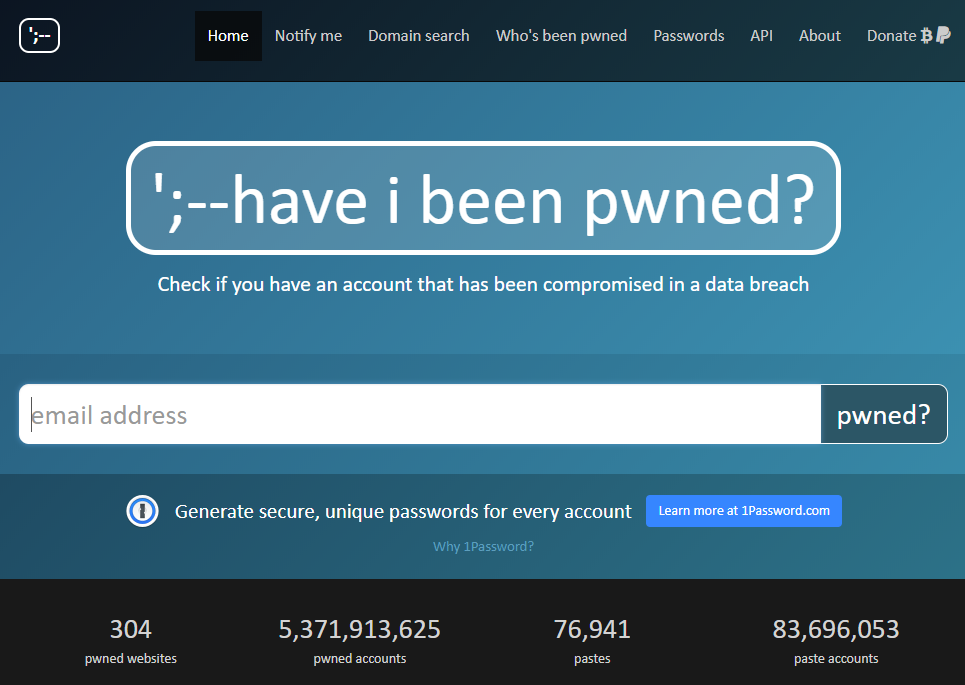 ';--
Home Notify me Domain search Who's been pwned Passwords API About Donate
';--have i been pwned?
Check if you have an account that has been compromised in a data breach
email address pwned?
Generate secure, unique passwords for every account Learn more at 1Password.com
Why 1Password?
304 5,371,913,625 76,941 83,696,053
pwned websites pwned accounts pastes paste accounts